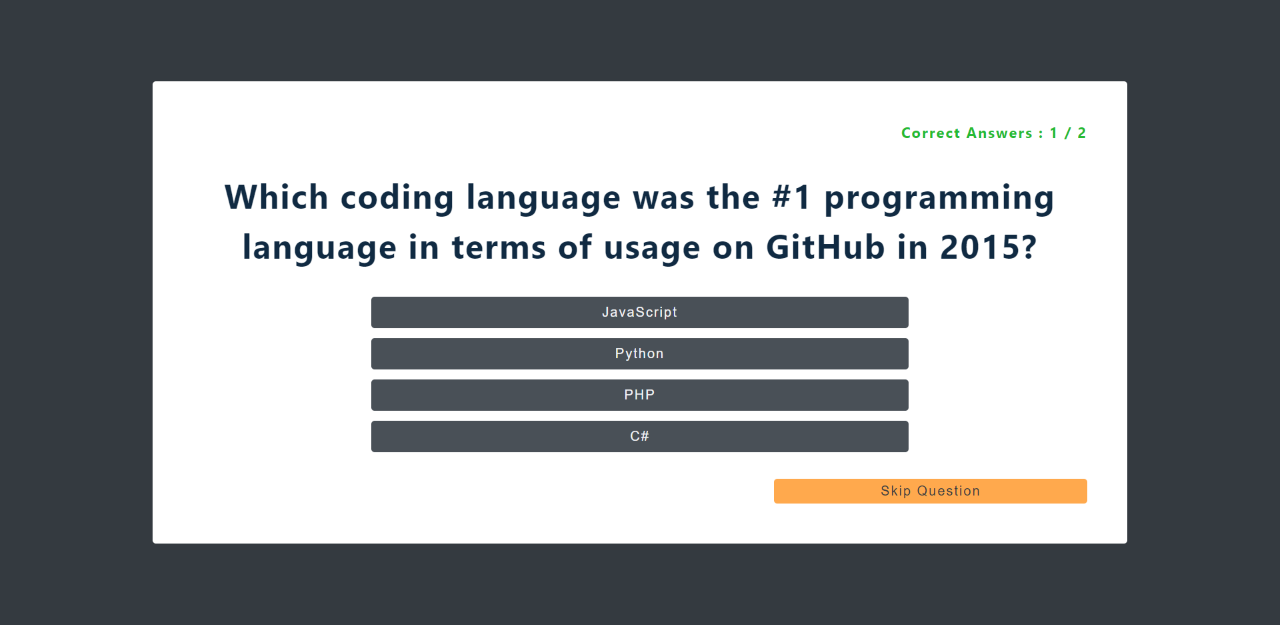 Correct Answers : 1 / 2
Which coding language was the #1 programming
language in terms of usage on GitHub in 2015?
JavaScript
Python
PHP
C#
Skip Question